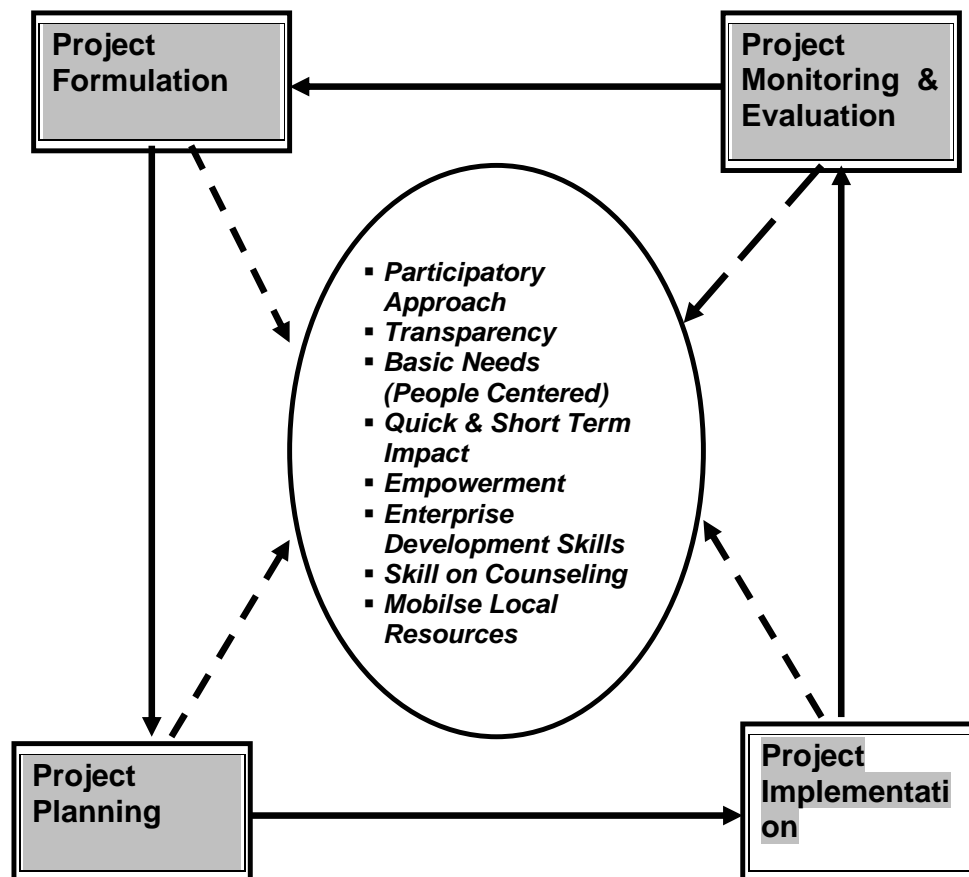 Project
Formulation
Project
Monitoring &
Evaluation
▪ Participatory
Approach
▪ Transparency
▪ Basic Needs
(People Centered)
▪ Quick & Short Term
Impact
▪ Empowerment
▪ Enterprise
Development Skills
▪ Skill on Counseling
▪ Mobilse Local
Resources
Project
Planning
Project
Implementati
on